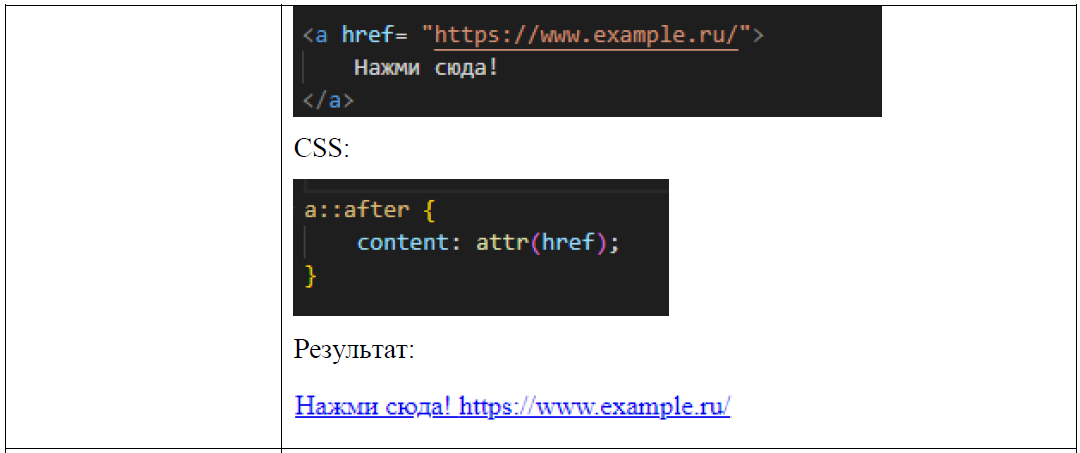 <a href= "https://www.example.ru/">
Нажми сюда!
</a>
CSS:
a::after {
content: attr(href);
}
Результат:
Нажми сюда! https://www.example.ru/